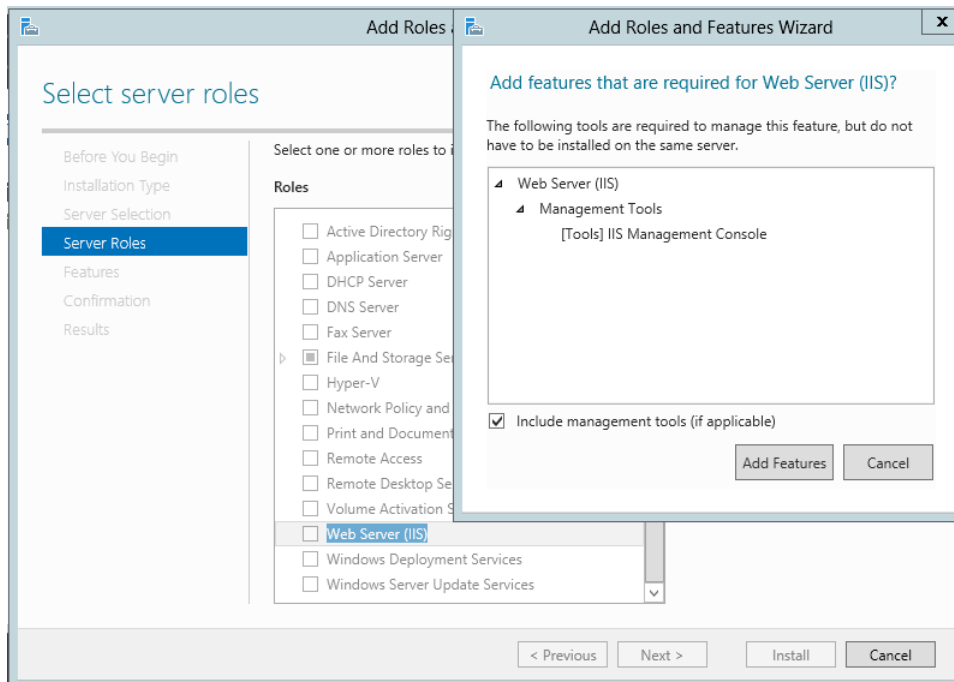 Add Roles
Add Roles and Features Wizard
x
Select server roles
Before You Begin
Installation Type
Server Selection
Server Roles
Features
Confirmation
Results
Select one or more roles to
Roles
Active Directory Rig
Application Server
DHCP Server
DNS Server
Fax Server
File And Storage Se
Hyper-V
Network Policy and
Print and Document
Remote Access
Remote Desktop Se
Volume Activation S
Web Server (IIS)
Windows Deployment Services
Windows Server Update Services
< Previous
Next >
Install
Cancel
Add features that are required for Web Server (IIS)?
The following tools are required to manage this feature, but do not
have to be installed on the same server.
Web Server (IIS)
Management Tools
[Tools] IIS Management Console
Include management tools (if applicable)
Add Features
Cancel